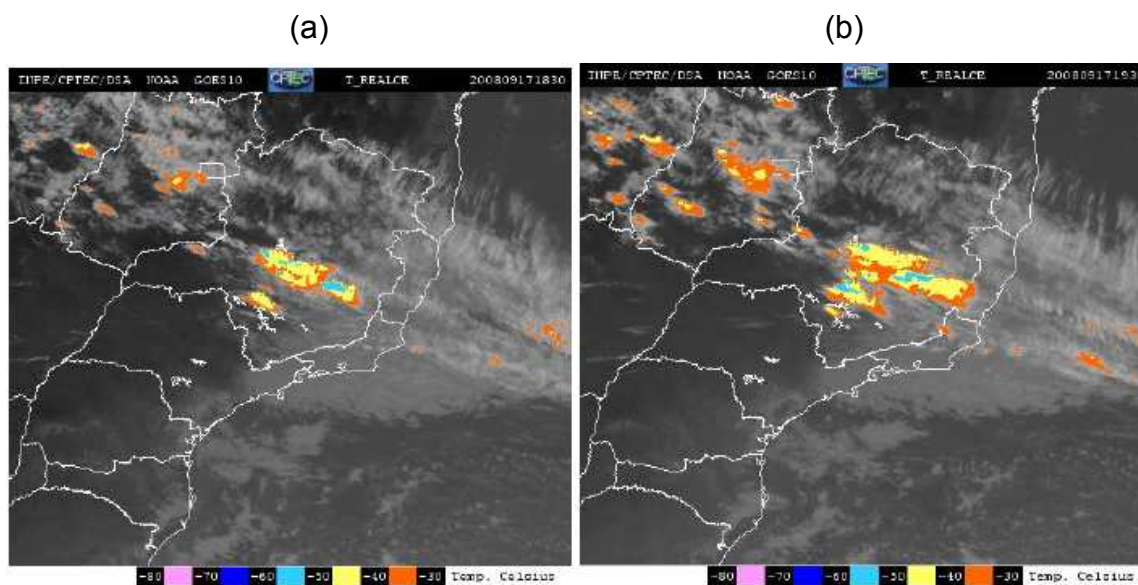 (a)
(b)
INPE/CPTEC/DSA NOAA GOES10 CPTEC T_REALCE 200809171830
INPE/CPTEC/DSA NOAA GOES10 CPTEC T_REALCE 20080917193
-80 -70 -60 -50 -40 -30 Temp. Celsius
-80 -70 -60 -50 -40 -30 Temp. Celsius